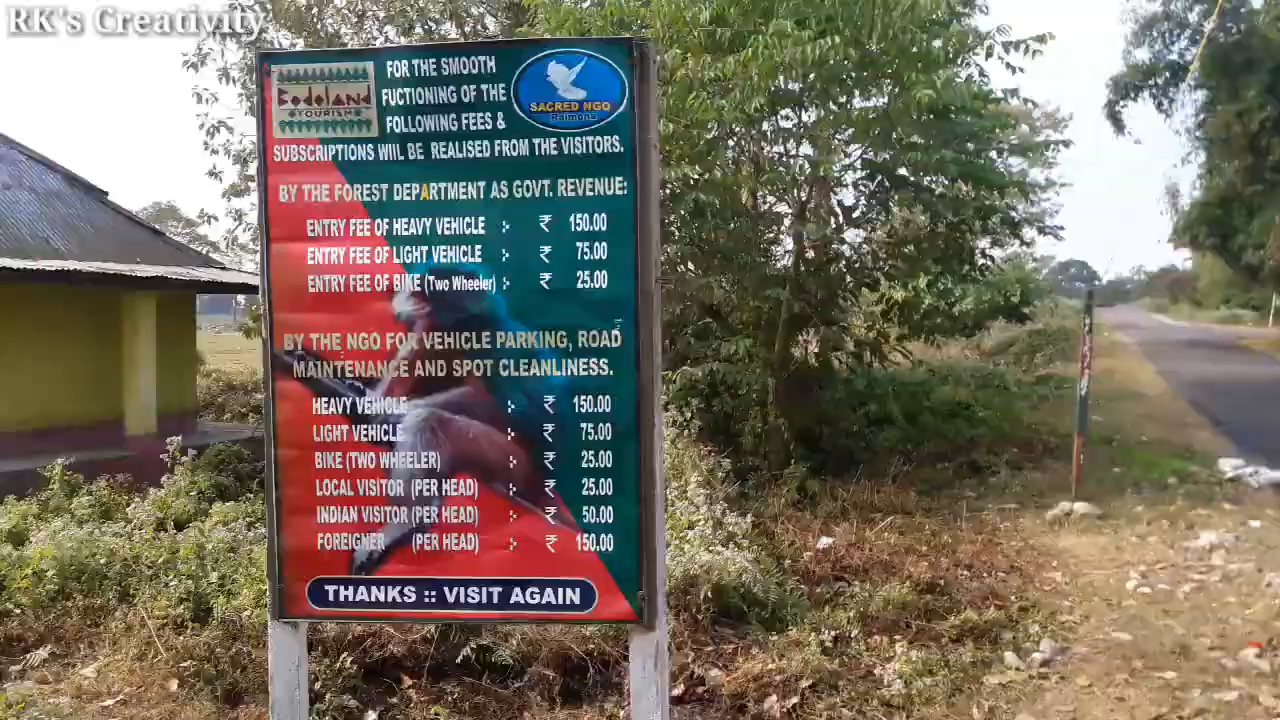 RK's Creativity
Bodoland
TOURISM
FOR THE SMOOTH
FUCTIONING OF THE
FOLLOWING FEES &
SACRED NGO
Raimona
SUBSCRIPTIONS WIIL BE REALISED FROM THE VISITORS.
BY THE FOREST DEPARTMENT AS GOVT. REVENUE:
ENTRY FEE OF HEAVY VEHICLE :- ₹ 150.00
ENTRY FEE OF LIGHT VEHICLE :- ₹ 75.00
ENTRY FEE OF BIKE (Two Wheeler) :- ₹ 25.00
BY THE NGO FOR VEHICLE PARKING, ROAD
MAINTENANCE AND SPOT CLEANLINESS.
HEAVY VEHICLE :- ₹ 150.00
LIGHT VEHICLE :- ₹ 75.00
BIKE (TWO WHEELER) :- ₹ 25.00
LOCAL VISITOR (PER HEAD) :- ₹ 25.00
INDIAN VISITOR (PER HEAD) :- ₹ 50.00
FOREIGNER (PER HEAD) :- ₹ 150.00
THANKS :: VISIT AGAIN